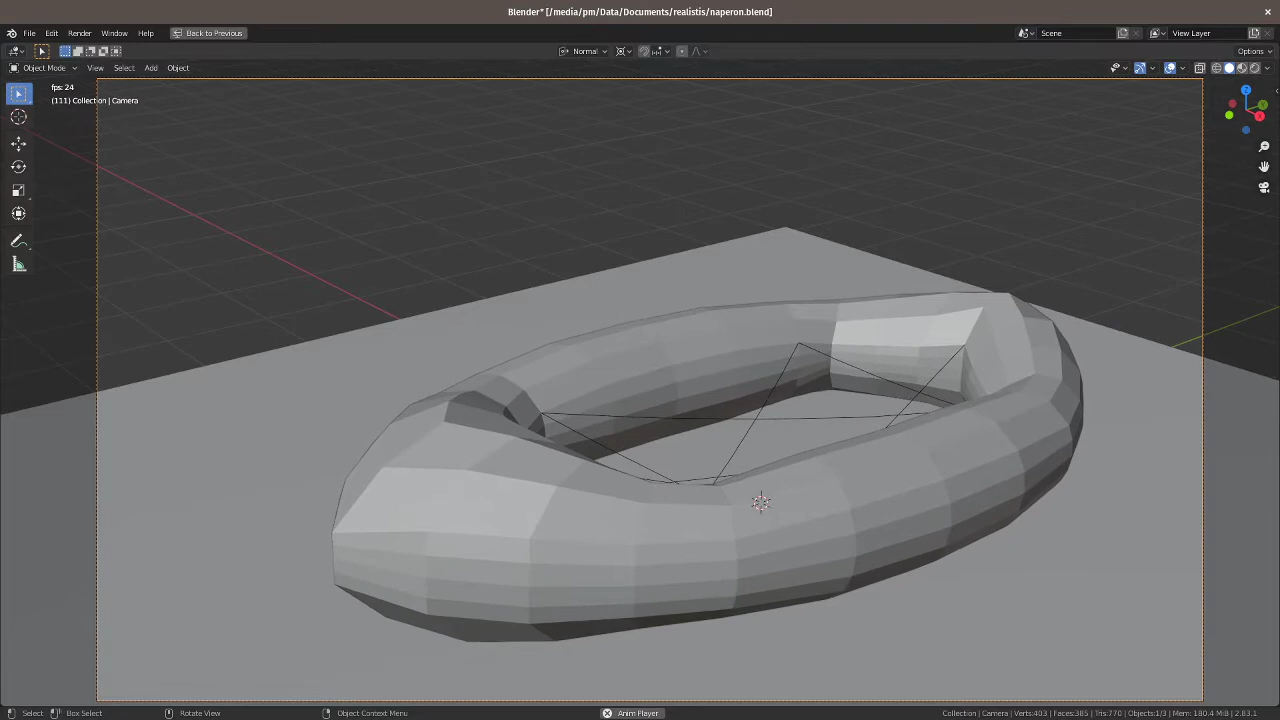 Blender* [/media/pm/Data/Documents/realistis/naperon.blend]
File Edit Render Window Help Back to Previous Scene View Layer
Normal Options
Object Mode View Select Add Object
fps: 24
(111) Collection | Camera
Z
Y
X
Select Box Select Rotate View Object Context Menu Anim Player Collection | Camera | Verts:403 | Faces:385 | Tris:770 | Objects:1/3 | Mem: 180.4 MiB | 2.83.1